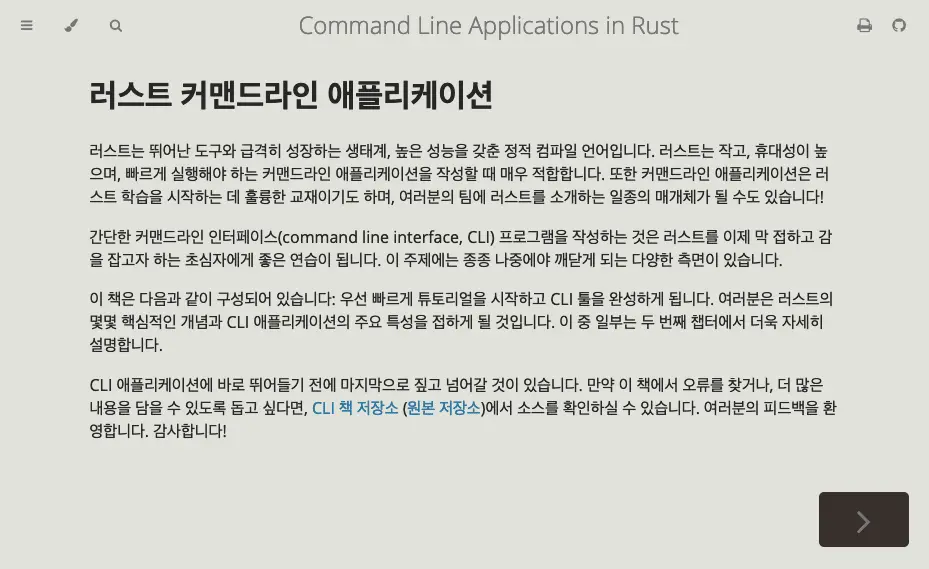 Command Line Applications in Rust
러스트 커맨드라인 애플리케이션
러스트는 뛰어난 도구와 급격히 성장하는 생태계, 높은 성능을 갖춘 정적 컴파일 언어입니다. 러스트는 작고, 휴대성이 높
으며, 빠르게 실행해야 하는 커맨드라인 애플리케이션을 작성할 때 매우 적합합니다. 또한 커맨드라인 애플리케이션은 러
스트 학습을 시작하는 데 훌륭한 교재이기도 하며, 여러분의 팀에 러스트를 소개하는 일종의 매개체가 될 수도 있습니다!
간단한 커맨드라인 인터페이스(command line interface, CLI) 프로그램을 작성하는 것은 러스트를 이제 막 접하고 감
을 잡고자 하는 초심자에게 좋은 연습이 됩니다. 이 주제에는 종종 나중에야 깨닫게 되는 다양한 측면이 있습니다.
이 책은 다음과 같이 구성되어 있습니다: 우선 빠르게 튜토리얼을 시작하고 CLI 툴을 완성하게 됩니다. 여러분은 러스트의
몇몇 핵심적인 개념과 CLI 애플리케이션의 주요 특성을 접하게 될 것입니다. 이 중 일부는 두 번째 챕터에서 더욱 자세히
설명합니다.
CLI 애플리케이션에 바로 뛰어들기 전에 마지막으로 짚고 넘어갈 것이 있습니다. 만약 이 책에서 오류를 찾거나, 더 많은
내용을 담을 수 있도록 돕고 싶다면, CLI 책 저장소 (원본 저장소)에서 소스를 확인하실 수 있습니다. 여러분의 피드백을 환
영합니다. 감사합니다!